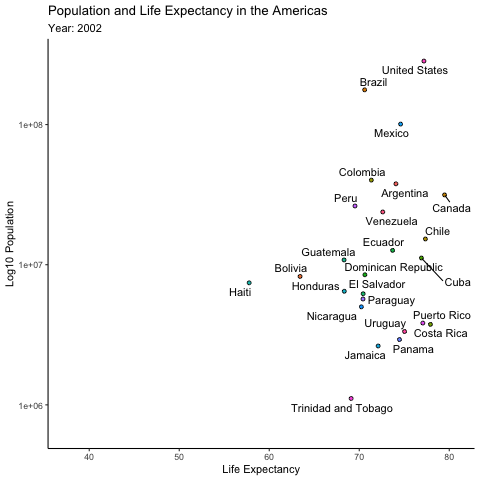 Population and Life Expectancy in the Americas
Year: 2002
United States
Brazil
1e+08
Mexico
Colombia
Peru
Argentina
Canada
Venezuela
Chile
Ecuador
Guatemala
Log10 Population
1e+07
Bolivia
Dominican Republic
Haiti
Honduras
El Salvador
Cuba
Paraguay
Nicaragua
Uruguay
Puerto Rico
Costa Rica
Jamaica
Panama
1e+06
Trinidad and Tobago
40
50
60
70
80
Life Expectancy